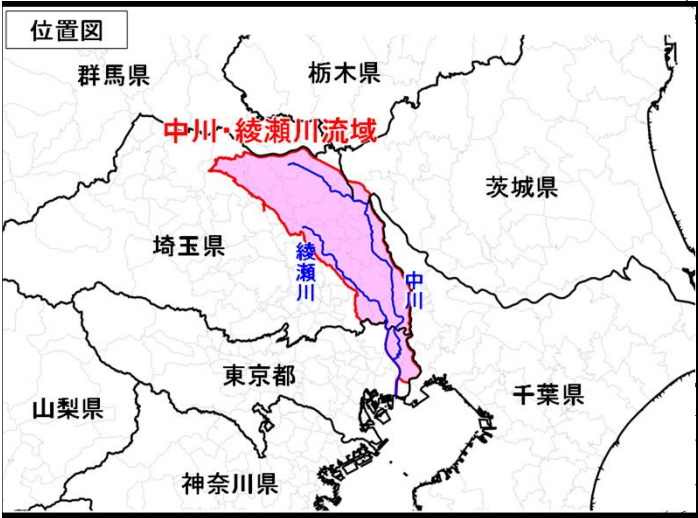 位置図
群馬県
栃木県
中川・綾瀬川流域
茨城県
埼玉県
綾瀬川
中川
東京都
千葉県
山梨県
神奈川県